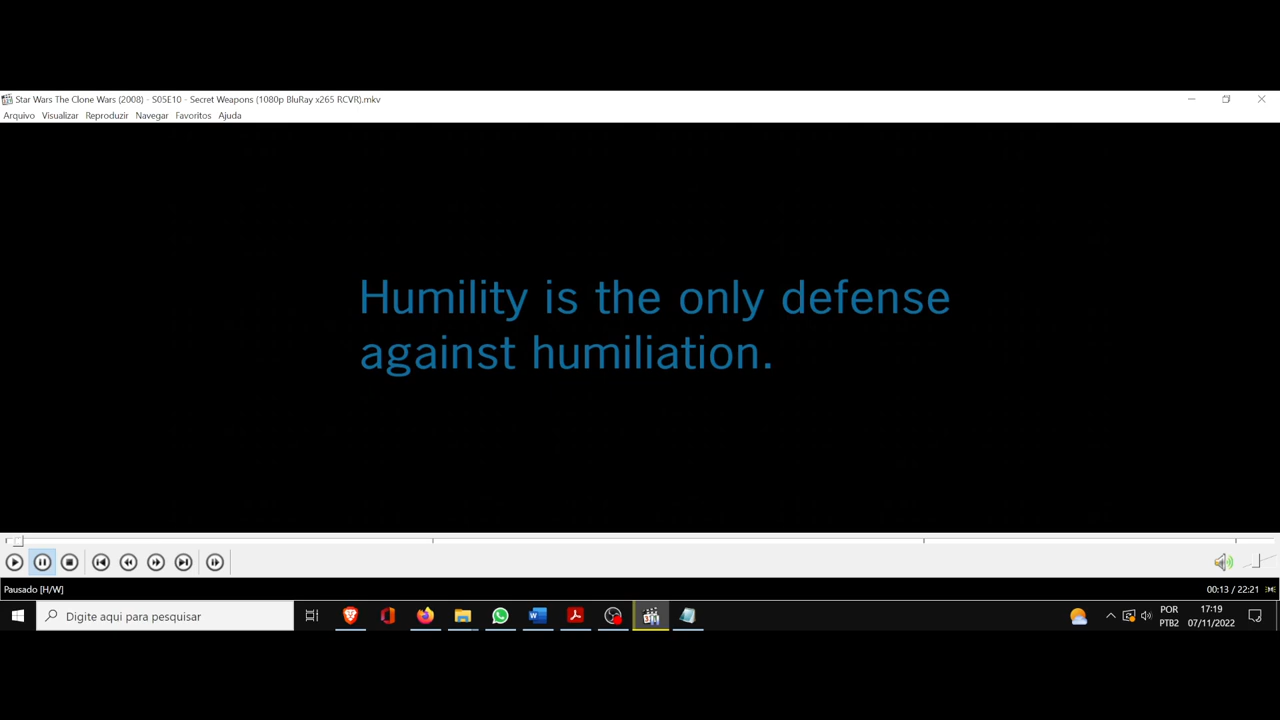 Star Wars The Clone Wars (2008) - S05E10 - Secret Weapons (1080p BluRay x265 RCVR).mkv
Arquivo Visualizar Reproduzir Navegar Favoritos Ajuda
Humility is the only defense
against humiliation.
Pausado [H/W]
00:13 / 22:21
Digite aqui para pesquisar
POR
PTB2
17:19
07/11/2022